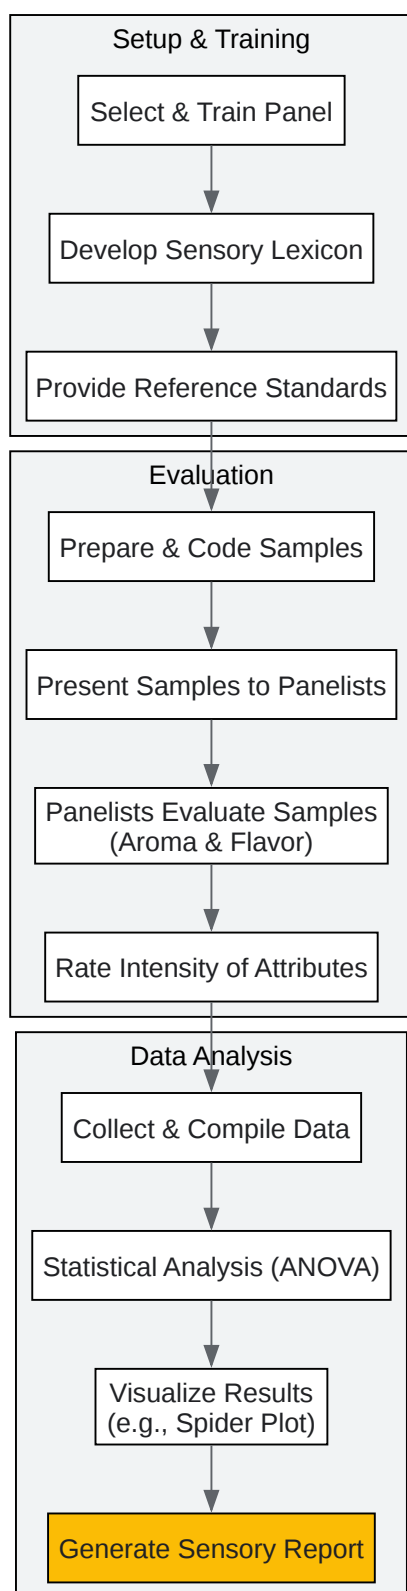 Setup & Training
Select & Train Panel
Develop Sensory Lexicon
Provide Reference Standards
Evaluation
Prepare & Code Samples
Present Samples to Panelists
Panelists Evaluate Samples
(Aroma & Flavor)
Rate Intensity of Attributes
Data Analysis
Collect & Compile Data
Statistical Analysis (ANOVA)
Visualize Results
(e.g., Spider Plot)
Generate Sensory Report